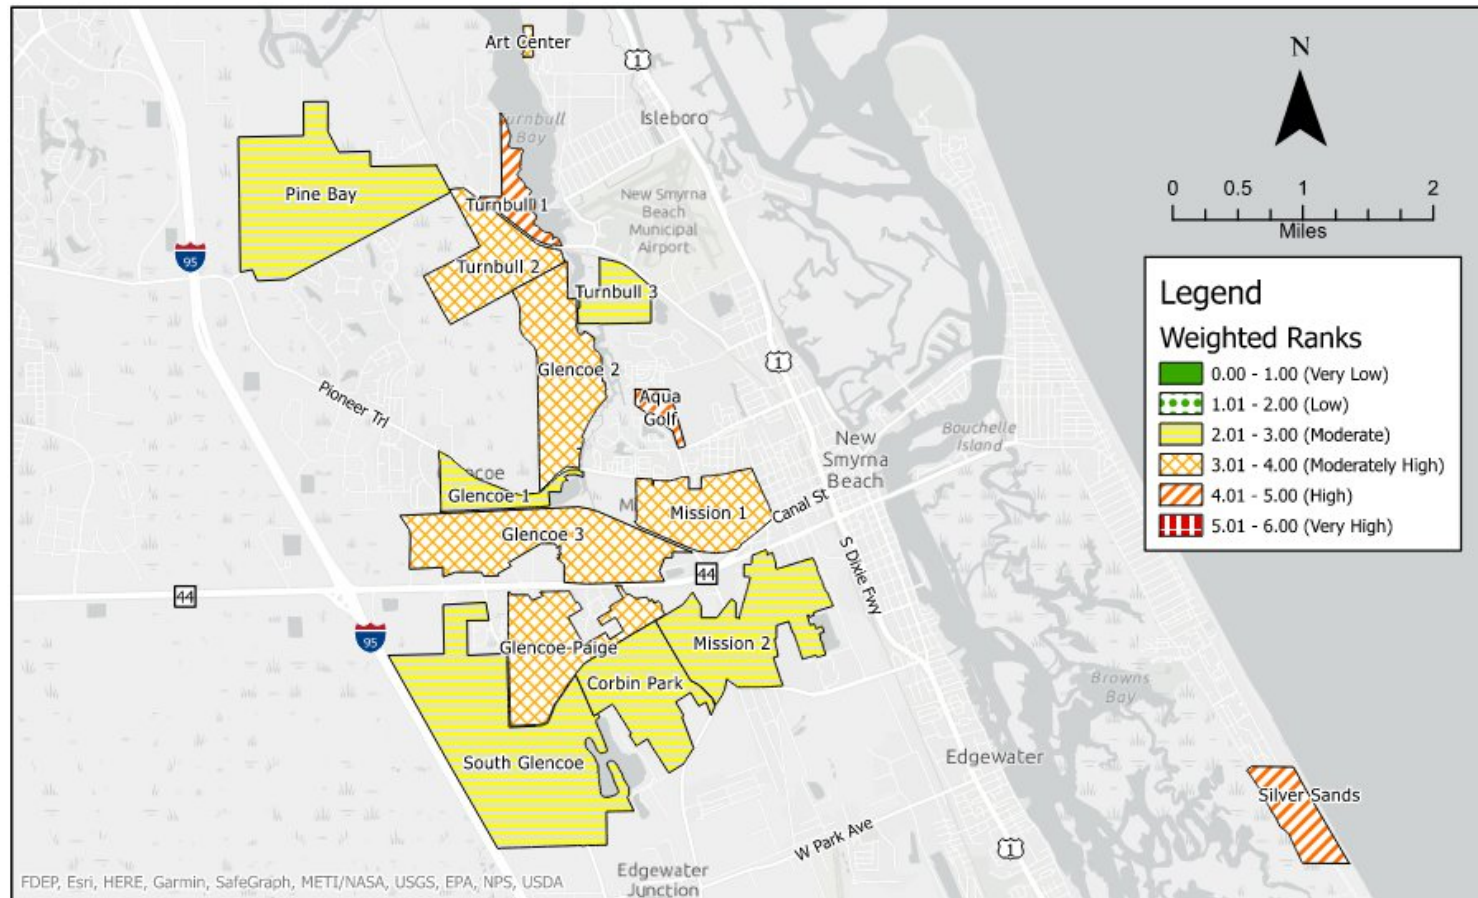 Art Center
1
Turnbull
Bay
Isleboro
N
Pine Bay
Turnbull 1
New Smyrna
Beach
Municipal
Airport
0 0.5 1 2
Miles
95
Turnbull 2
Turnbull 3
Legend
Weighted Ranks
0.00 - 1.00 (Very Low)
1.01 - 2.00 (Low)
2.01 - 3.00 (Moderate)
3.01 - 4.00 (Moderately High)
4.01 - 5.00 (High)
5.01 - 6.00 (Very High)
1
Glencoe 2
Pioneer Trl
Aqua
Golf
Bouchelle
Island
New
Smyrna
Beach
Glencoe 1
Mission 1
Canal St
Glencoe 3
S Dixie Fwy
44
44
95
Glencoe-Paige
Mission 2
Corbin Park
Browns
Bay
South Glencoe
Edgewater
Silver Sands
W Park Ave
1
Edgewater
Junction
FDEP, Esri, HERE, Garmin, SafeGraph, METI/NASA, USGS, EPA, NPS, USDA